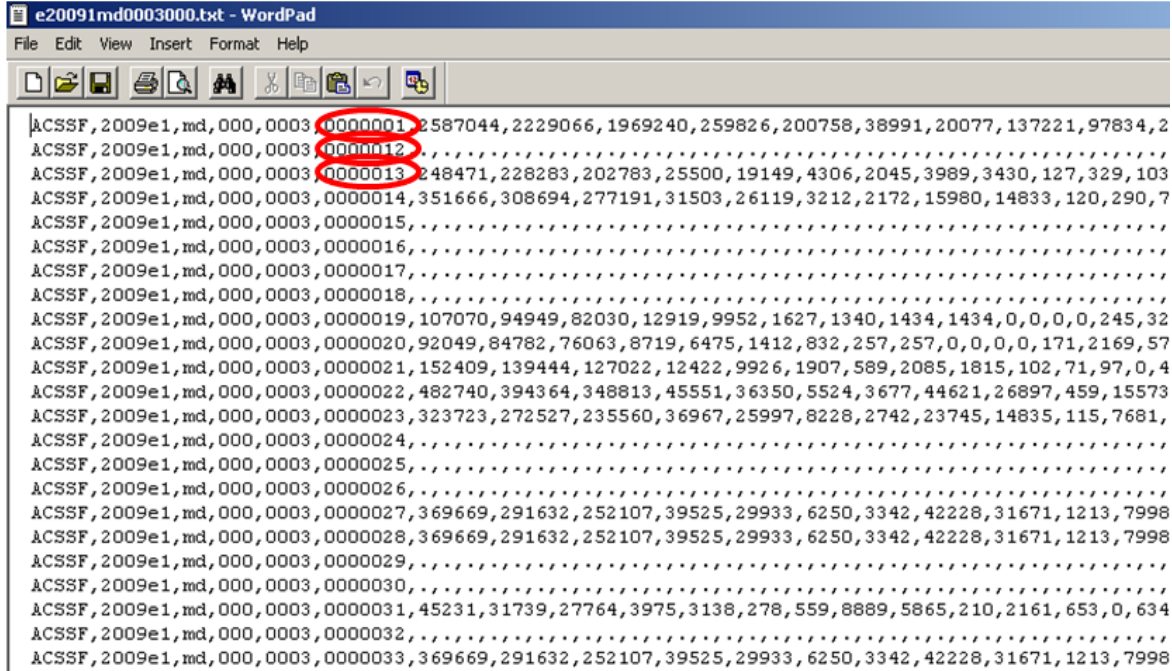 e20091md0003000.txt - WordPad
File Edit View Insert Format Help
ACSSF,2009e1,md,000,0003,0000001,2587044,2229066,1969240,259826,200758,38991,20077,137221,97834,2
ACSSF,2009e1,md,000,0003,0000012,.,.,.,.,.,.,.,.,.,.,.,.,.,.,.,.,.,.,.,.,.,.,.,.,.,.,.,.,.,.,.,.,
ACSSF,2009e1,md,000,0003,0000013,248471,228283,202783,25500,19149,4306,2045,3989,3430,127,329,103
ACSSF,2009e1,md,000,0003,0000014,351666,308694,277191,31503,26119,3212,2172,15980,14833,120,290,7
ACSSF,2009e1,md,000,0003,0000015,.,.,.,.,.,.,.,.,.,.,.,.,.,.,.,.,.,.,.,.,.,.,.,.,.,.,.,.,.,.,.,.,
ACSSF,2009e1,md,000,0003,0000016,.,.,.,.,.,.,.,.,.,.,.,.,.,.,.,.,.,.,.,.,.,.,.,.,.,.,.,.,.,.,.,.,
ACSSF,2009e1,md,000,0003,0000017,.,.,.,.,.,.,.,.,.,.,.,.,.,.,.,.,.,.,.,.,.,.,.,.,.,.,.,.,.,.,.,.,
ACSSF,2009e1,md,000,0003,0000018,.,.,.,.,.,.,.,.,.,.,.,.,.,.,.,.,.,.,.,.,.,.,.,.,.,.,.,.,.,.,.,.,
ACSSF,2009e1,md,000,0003,0000019,107070,94949,82030,12919,9952,1627,1340,1434,1434,0,0,0,0,245,32
ACSSF,2009e1,md,000,0003,0000020,92049,84782,76063,8719,6475,1412,832,257,257,0,0,0,0,171,2169,57
ACSSF,2009e1,md,000,0003,0000021,152409,139444,127022,12422,9926,1907,589,2085,1815,102,71,97,0,4
ACSSF,2009e1,md,000,0003,0000022,482740,394364,348813,45551,36350,5524,3677,44621,26897,459,15573
ACSSF,2009e1,md,000,0003,0000023,323723,272527,235560,36967,25997,8228,2742,23745,14835,115,7681,
ACSSF,2009e1,md,000,0003,0000024,.,.,.,.,.,.,.,.,.,.,.,.,.,.,.,.,.,.,.,.,.,.,.,.,.,.,.,.,.,.,.,.,
ACSSF,2009e1,md,000,0003,0000025,.,.,.,.,.,.,.,.,.,.,.,.,.,.,.,.,.,.,.,.,.,.,.,.,.,.,.,.,.,.,.,.,
ACSSF,2009e1,md,000,0003,0000026,.,.,.,.,.,.,.,.,.,.,.,.,.,.,.,.,.,.,.,.,.,.,.,.,.,.,.,.,.,.,.,.,
ACSSF,2009e1,md,000,0003,0000027,369669,291632,252107,39525,29933,6250,3342,42228,31671,1213,7998
ACSSF,2009e1,md,000,0003,0000028,369669,291632,252107,39525,29933,6250,3342,42228,31671,1213,7998
ACSSF,2009e1,md,000,0003,0000029,.,.,.,.,.,.,.,.,.,.,.,.,.,.,.,.,.,.,.,.,.,.,.,.,.,.,.,.,.,.,.,.,
ACSSF,2009e1,md,000,0003,0000030,.,.,.,.,.,.,.,.,.,.,.,.,.,.,.,.,.,.,.,.,.,.,.,.,.,.,.,.,.,.,.,.,
ACSSF,2009e1,md,000,0003,0000031,45231,31739,27764,3975,3138,278,559,8889,5865,210,2161,653,0,634
ACSSF,2009e1,md,000,0003,0000032,.,.,.,.,.,.,.,.,.,.,.,.,.,.,.,.,.,.,.,.,.,.,.,.,.,.,.,.,.,.,.,.,
ACSSF,2009e1,md,000,0003,0000033,369669,291632,252107,39525,29933,6250,3342,42228,31671,1213,7998